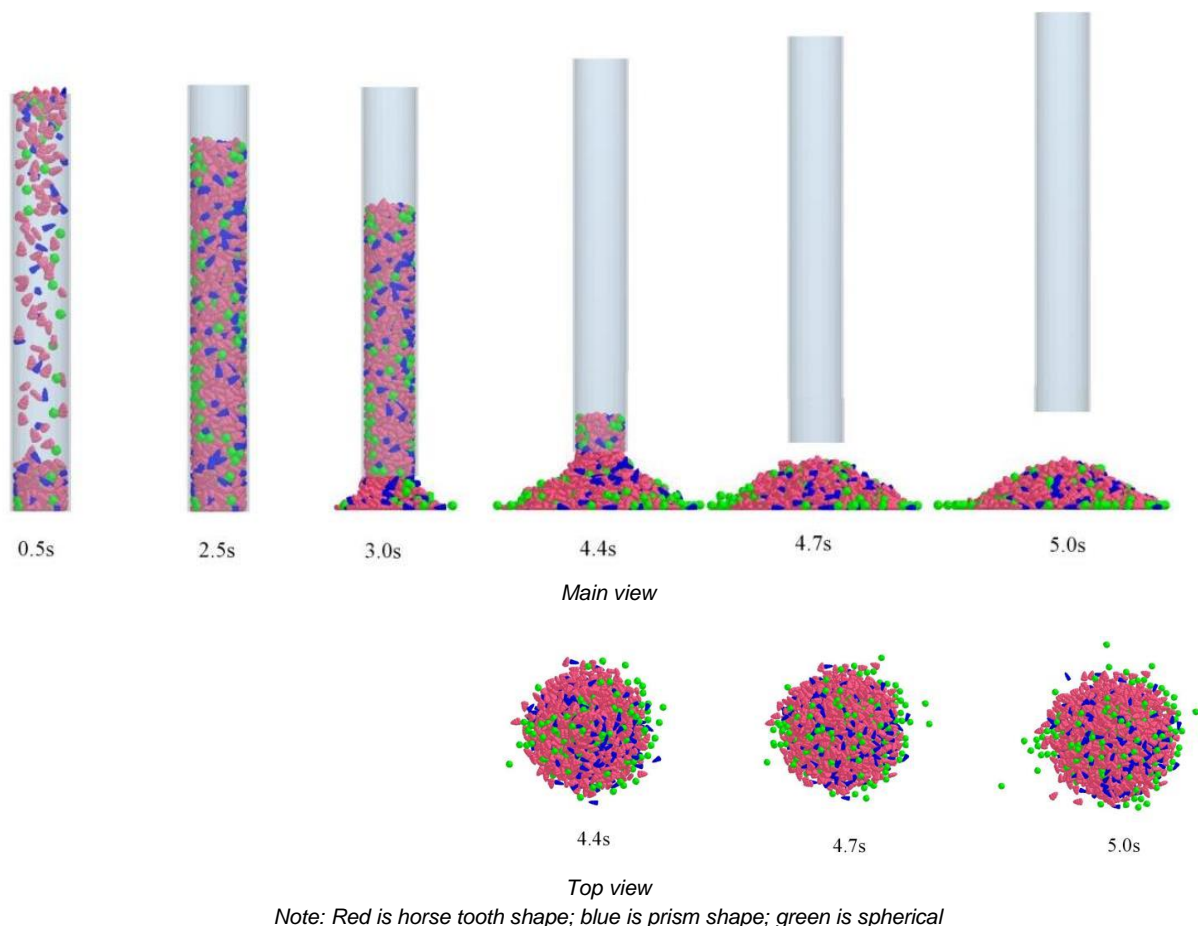 0.5s 2.5s 3.0s 4.4s 4.7s 5.0s
Main view
4.4s 4.7s 5.0s
Top view
Note: Red is horse tooth shape; blue is prism shape; green is spherical